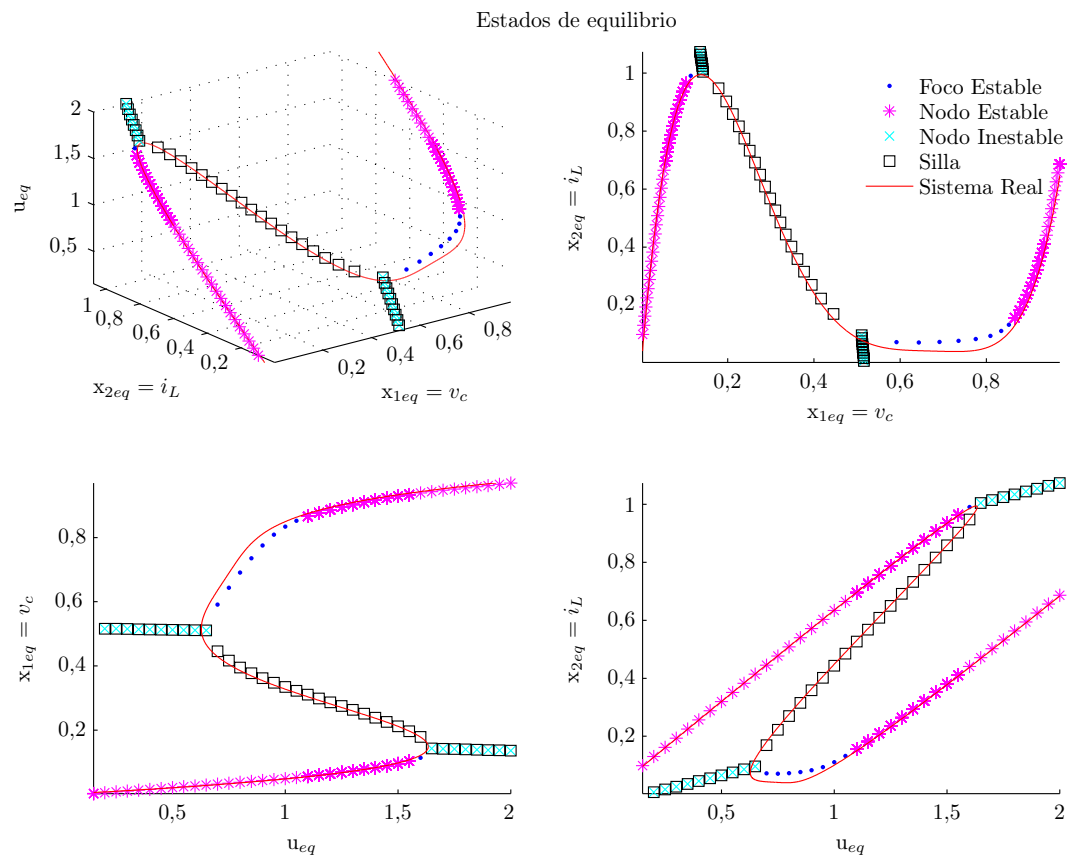 Estados de equilibrio
2
1,5
1
0,5
u_eq
1
0,8
0,6
0,4
0,2
x_2eq = i_L
0,2
0,4
0,6
0,8
x_1eq = v_c
1
0,8
0,6
0,4
0,2
x_2eq = i_L
0,2
0,4
0,6
0,8
x_1eq = v_c
Foco Estable
Nodo Estable
Nodo Inestable
Silla
Sistema Real
0,8
0,6
0,4
0,2
x_1eq = v_c
0,5
1
1,5
2
u_eq
1
0,8
0,6
0,4
0,2
x_2eq = i_L
0,5
1
1,5
2
u_eq